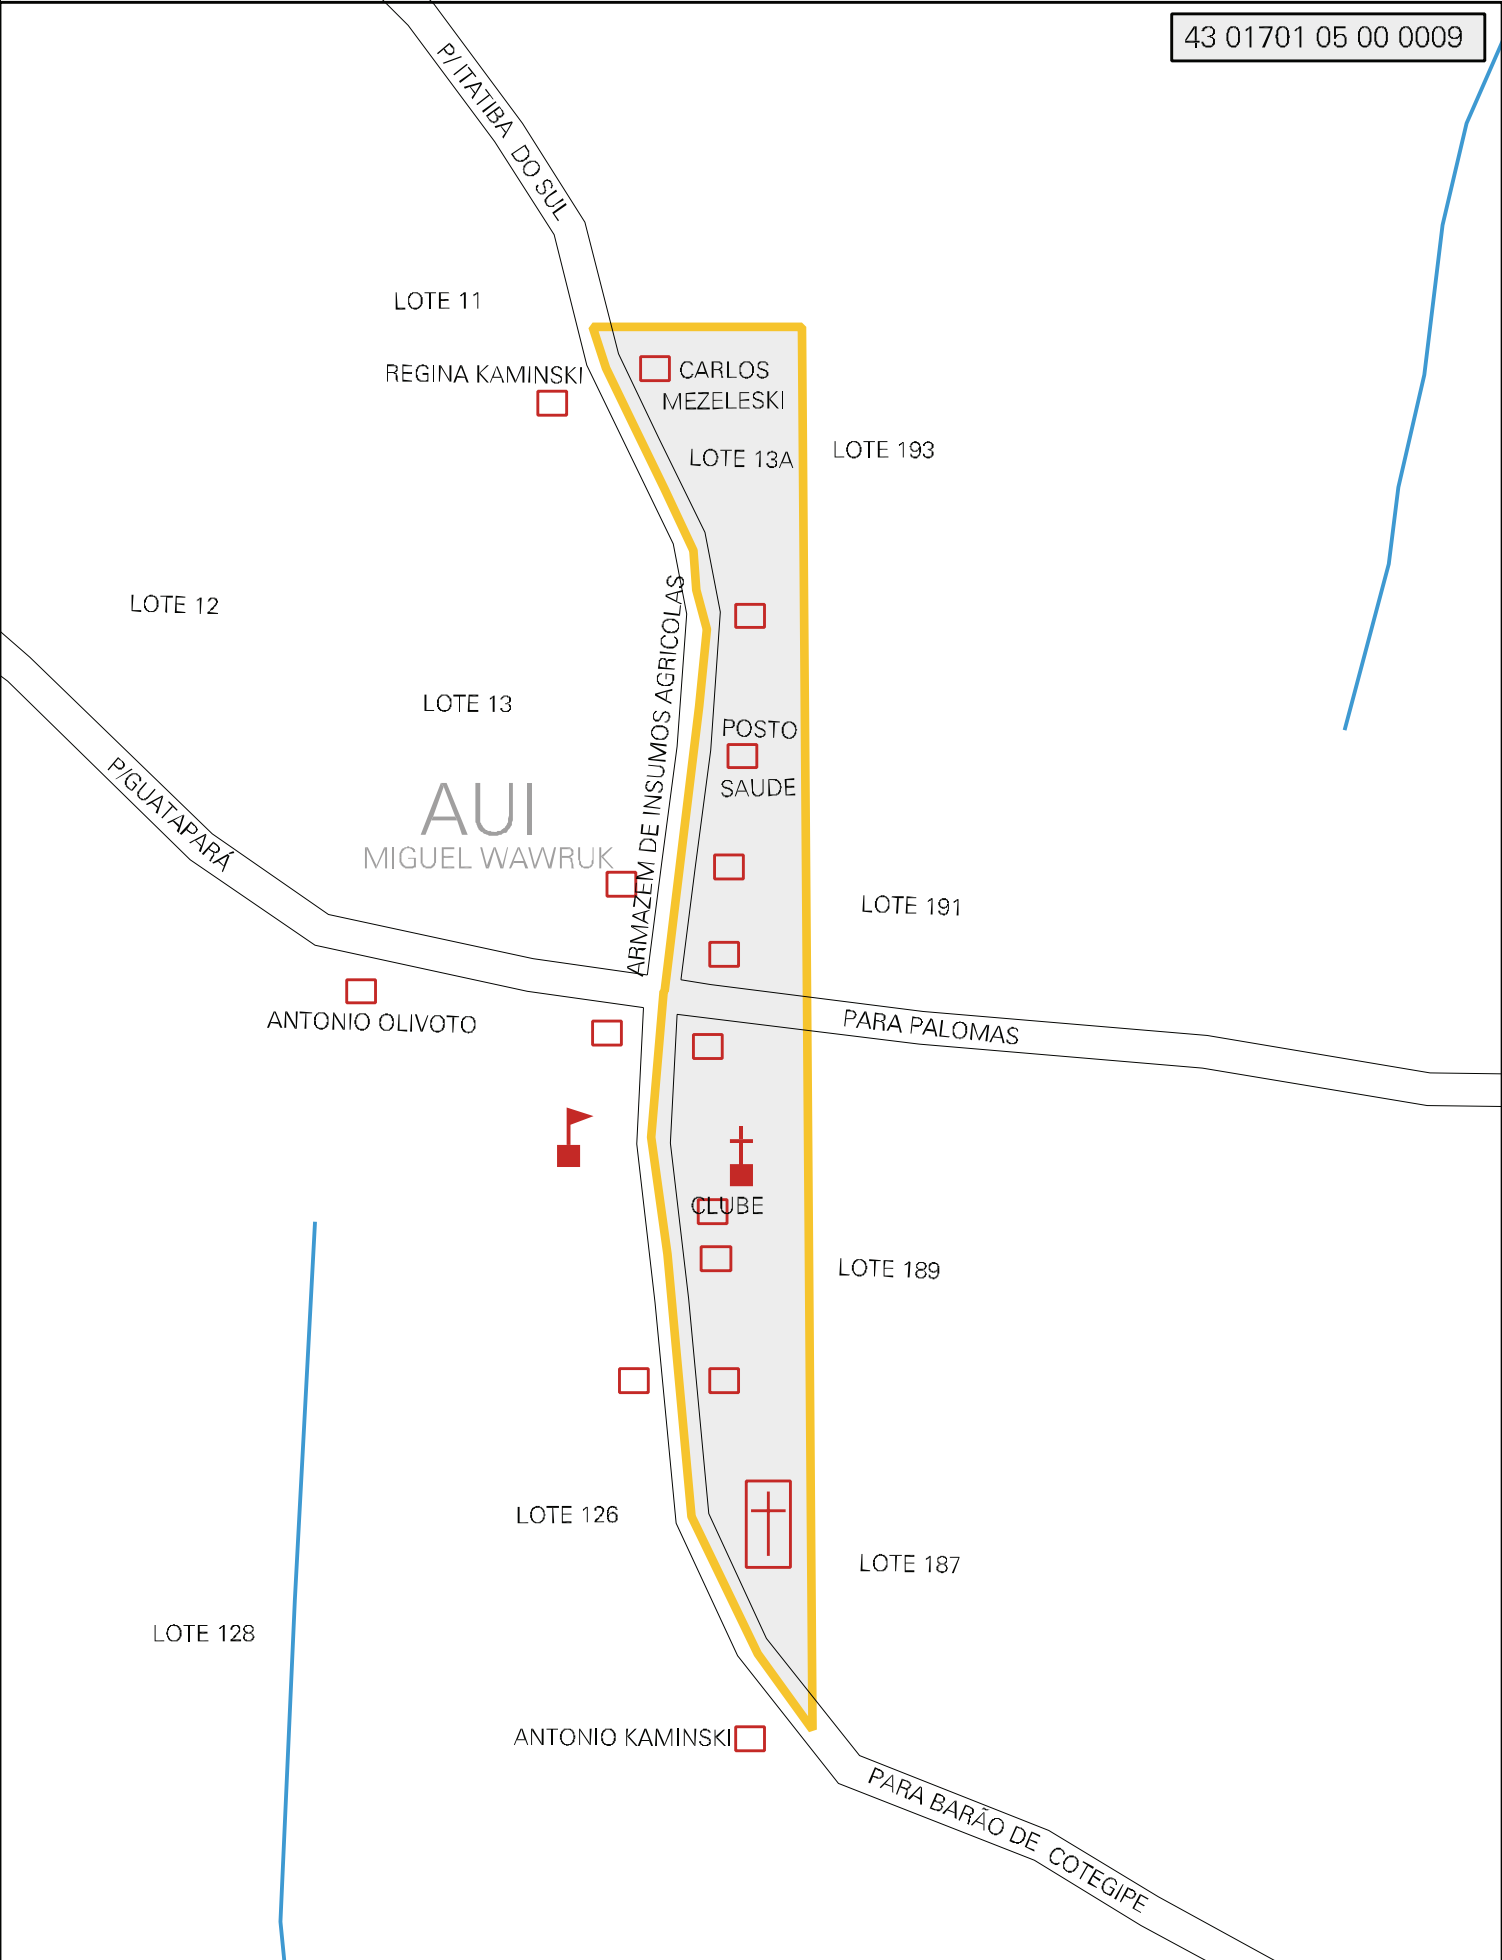 43 01701 05 00 0009
P/ ITATIBA DO SUL
LOTE 11
REGINA KAMINSKI
CARLOS
MEZELESKI
LOTE 13A
LOTE 193
LOTE 12
ARMAZEM DE INSUMOS AGRICOLAS
LOTE 13
POSTO
SAUDE
P/GUATAPARÁ
AUI
MIGUEL WAWRUK
LOTE 191
ANTONIO OLIVOTO
PARA PALOMAS
CLUBE
LOTE 189
LOTE 126
LOTE 187
LOTE 128
ANTONIO KAMINSKI
PARA BARÃO DE COTEGIPE